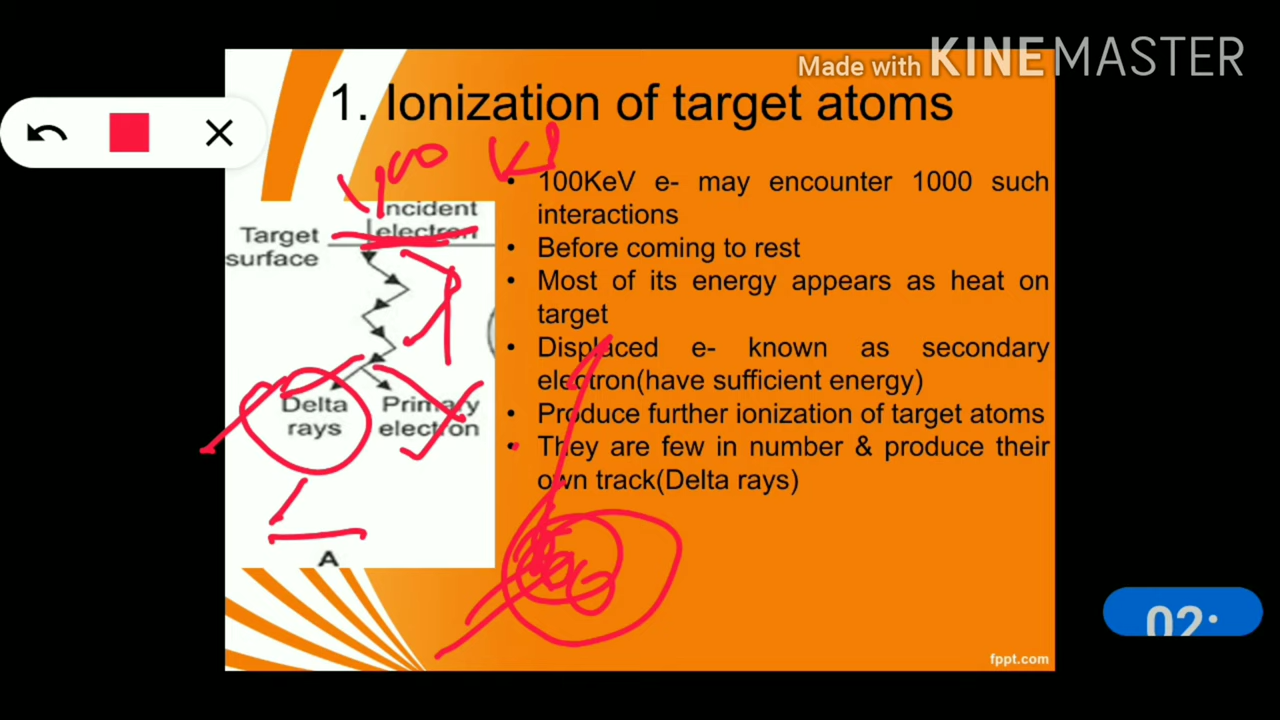 Made with KINEMASTER
1. Ionization of target atoms
100
• 100KeV e- may encounter 1000 such
interactions
• Before coming to rest
• Most of its energy appears as heat on
target
• Displaced e- known as secondary
electron(have sufficient energy)
• Produce further ionization of target atoms
• They are few in number & produce their
own track(Delta rays)
Incident
electron
Target
surface
Delta
rays
Primary
electron
A
02:
fppt.com